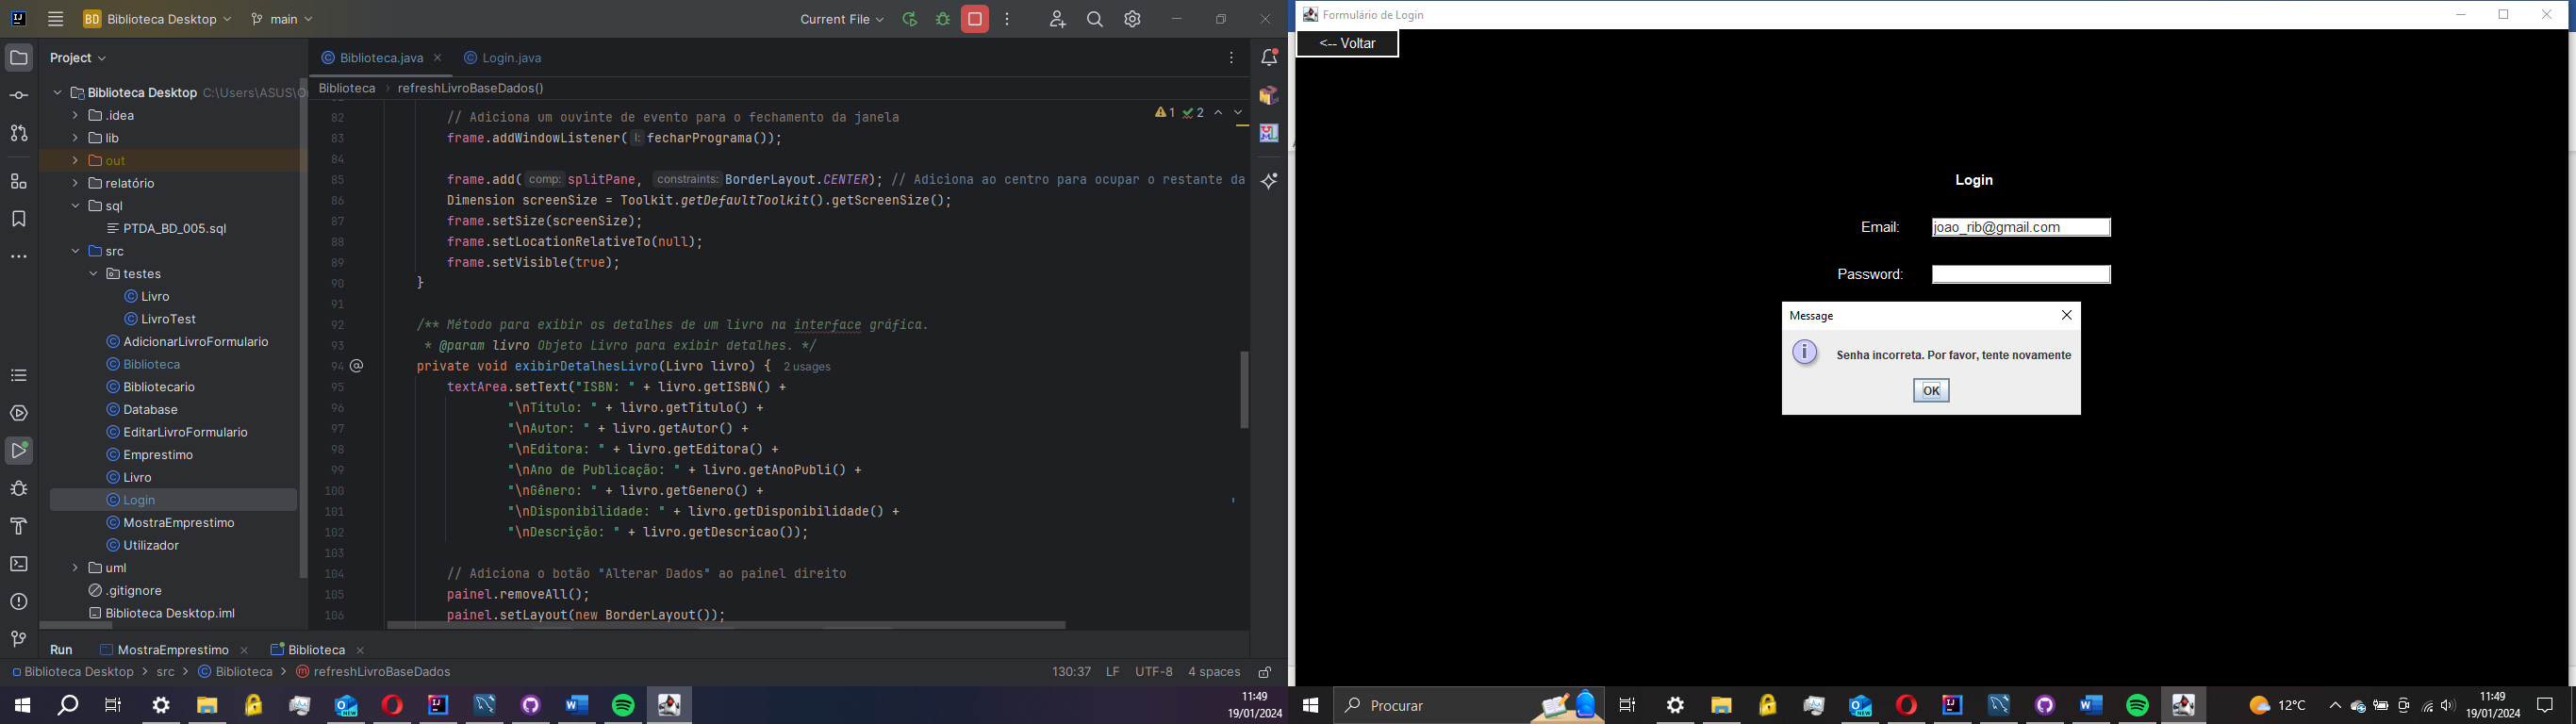 BD Biblioteca Desktop main Current File
Project
Biblioteca.java Login.java
Biblioteca refreshLivroBaseDados()
Biblioteca Desktop C:\Users\ASUS\O
.idea
lib
out
relatório
sql
PTDA_BD_005.sql
src
testes
Livro
LivroTest
AdicionarLivroFormulario
Biblioteca
Bibliotecario
Database
EditarLivroFormulario
Emprestimo
Livro
Login
MostraEmprestimo
Utilizador
uml
.gitignore
Biblioteca Desktop.iml
1 2
82 // Adiciona um ouvinte de evento para o fechamento da janela
83 frame.addWindowListener( l: fecharPrograma());
84
85 frame.add( comp: splitPane, constraints: BorderLayout.CENTER); // Adiciona ao centro para ocupar o restante da
86 Dimension screenSize = Toolkit.getDefaultToolkit().getScreenSize();
87 frame.setSize(screenSize);
88 frame.setLocationRelativeTo(null);
89 frame.setVisible(true);
90 }
91
92 /** Método para exibir os detalhes de um livro na interface gráfica.
93 * @param livro Objeto Livro para exibir detalhes. */
94 @ private void exibirDetalhesLivro(Livro livro) { 2 usages
95 textArea.setText("ISBN: " + livro.getISBN() +
96 "\nTitulo: " + livro.getTitulo() +
97 "\nAutor: " + livro.getAutor() +
98 "\nEditora: " + livro.getEditora() +
99 "\nAno de Publicação: " + livro.getAnoPubli() +
100 "\nGênero: " + livro.getGenero() +
101 "\nDisponibilidade: " + livro.getDisponibilidade() +
102 "\nDescrição: " + livro.getDescricao());
103
104 // Adiciona o botão "Alterar Dados" ao painel direito
105 painel.removeAll();
106 painel.setLayout(new BorderLayout());
Run MostraEmprestimo Biblioteca
Biblioteca Desktop src Biblioteca refreshLivroBaseDados 130:37 LF UTF-8 4 spaces
11:49
19/01/2024
Formulário de Login
<-- Voltar
Login
Email: joao_rib@gmail.com
Password:
Message
Senha incorreta. Por favor, tente novamente
OK
Procurar
12°C
11:49
19/01/2024